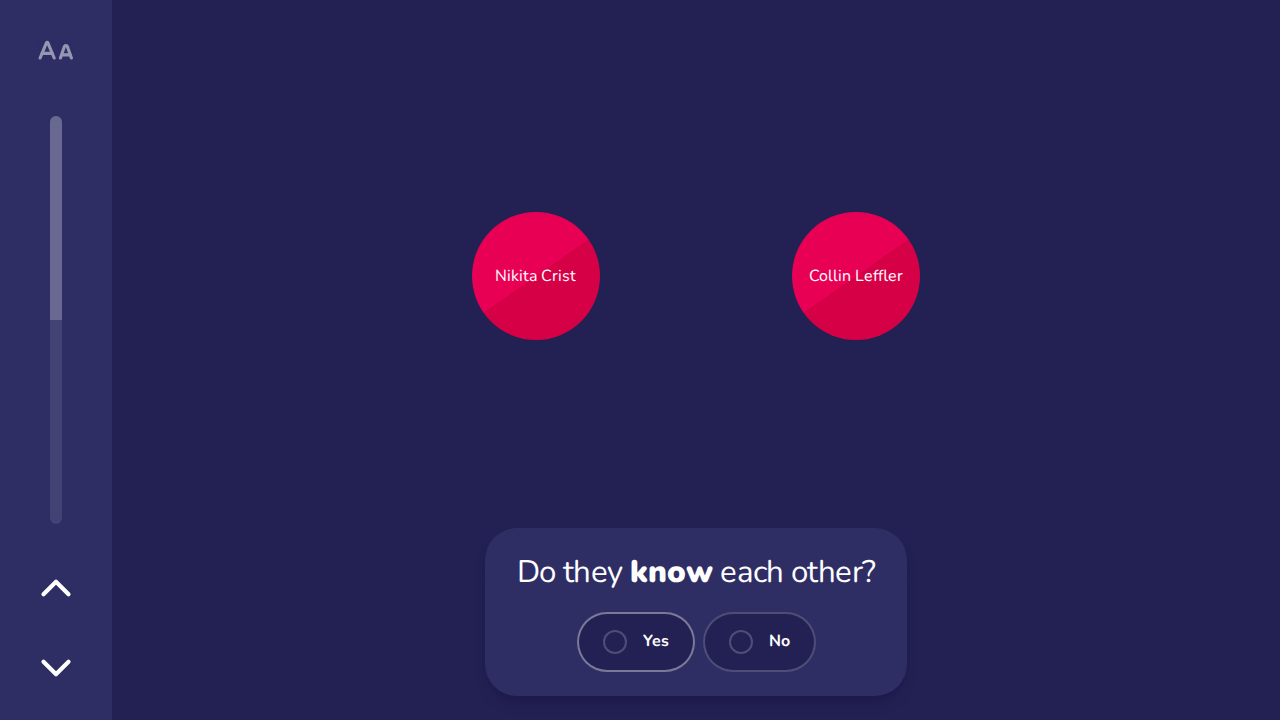 AA
Nikita Crist
Collin Leffler
Do they know each other?
Yes
No